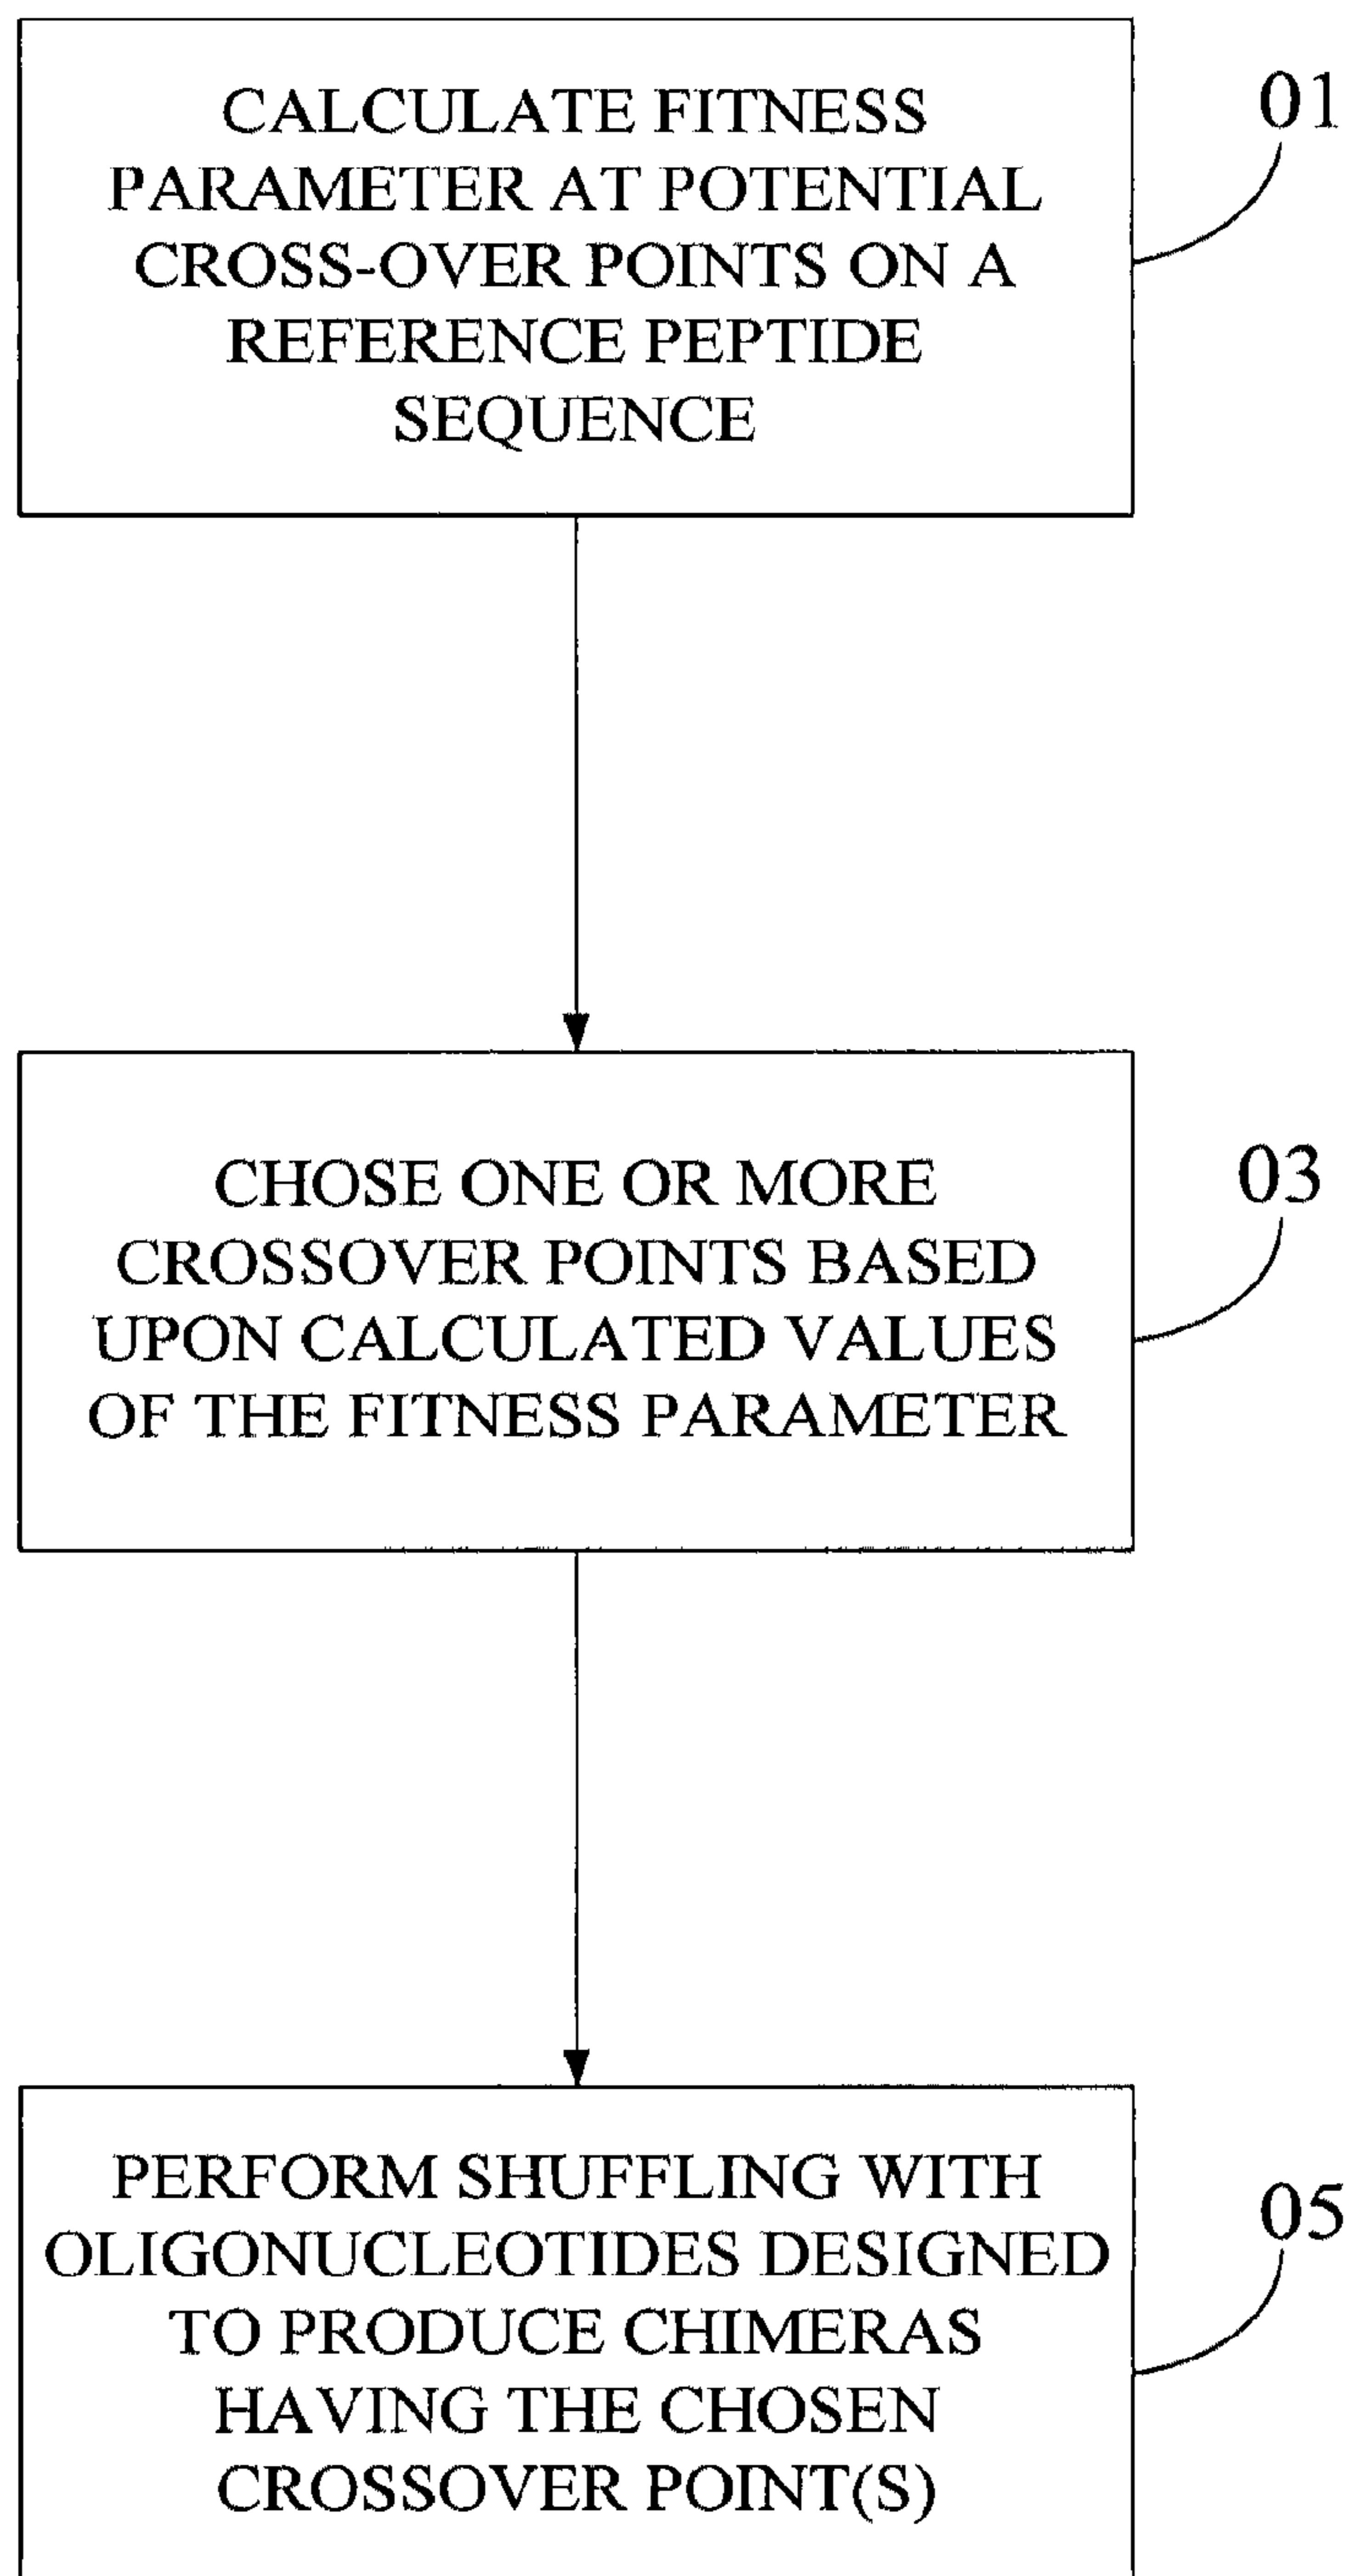 CALCULATE FITNESS
PARAMETER AT POTENTIAL
CROSS-OVER POINTS ON A
REFERENCE PEPTIDE
SEQUENCE
01
CHOSE ONE OR MORE
CROSSOVER POINTS BASED
UPON CALCULATED VALUES
OF THE FITNESS PARAMETER
03
PERFORM SHUFFLING WITH
OLIGONUCLEOTIDES DESIGNED
TO PRODUCE CHIMERAS
HAVING THE CHOSEN
CROSSOVER POINT(S)
05